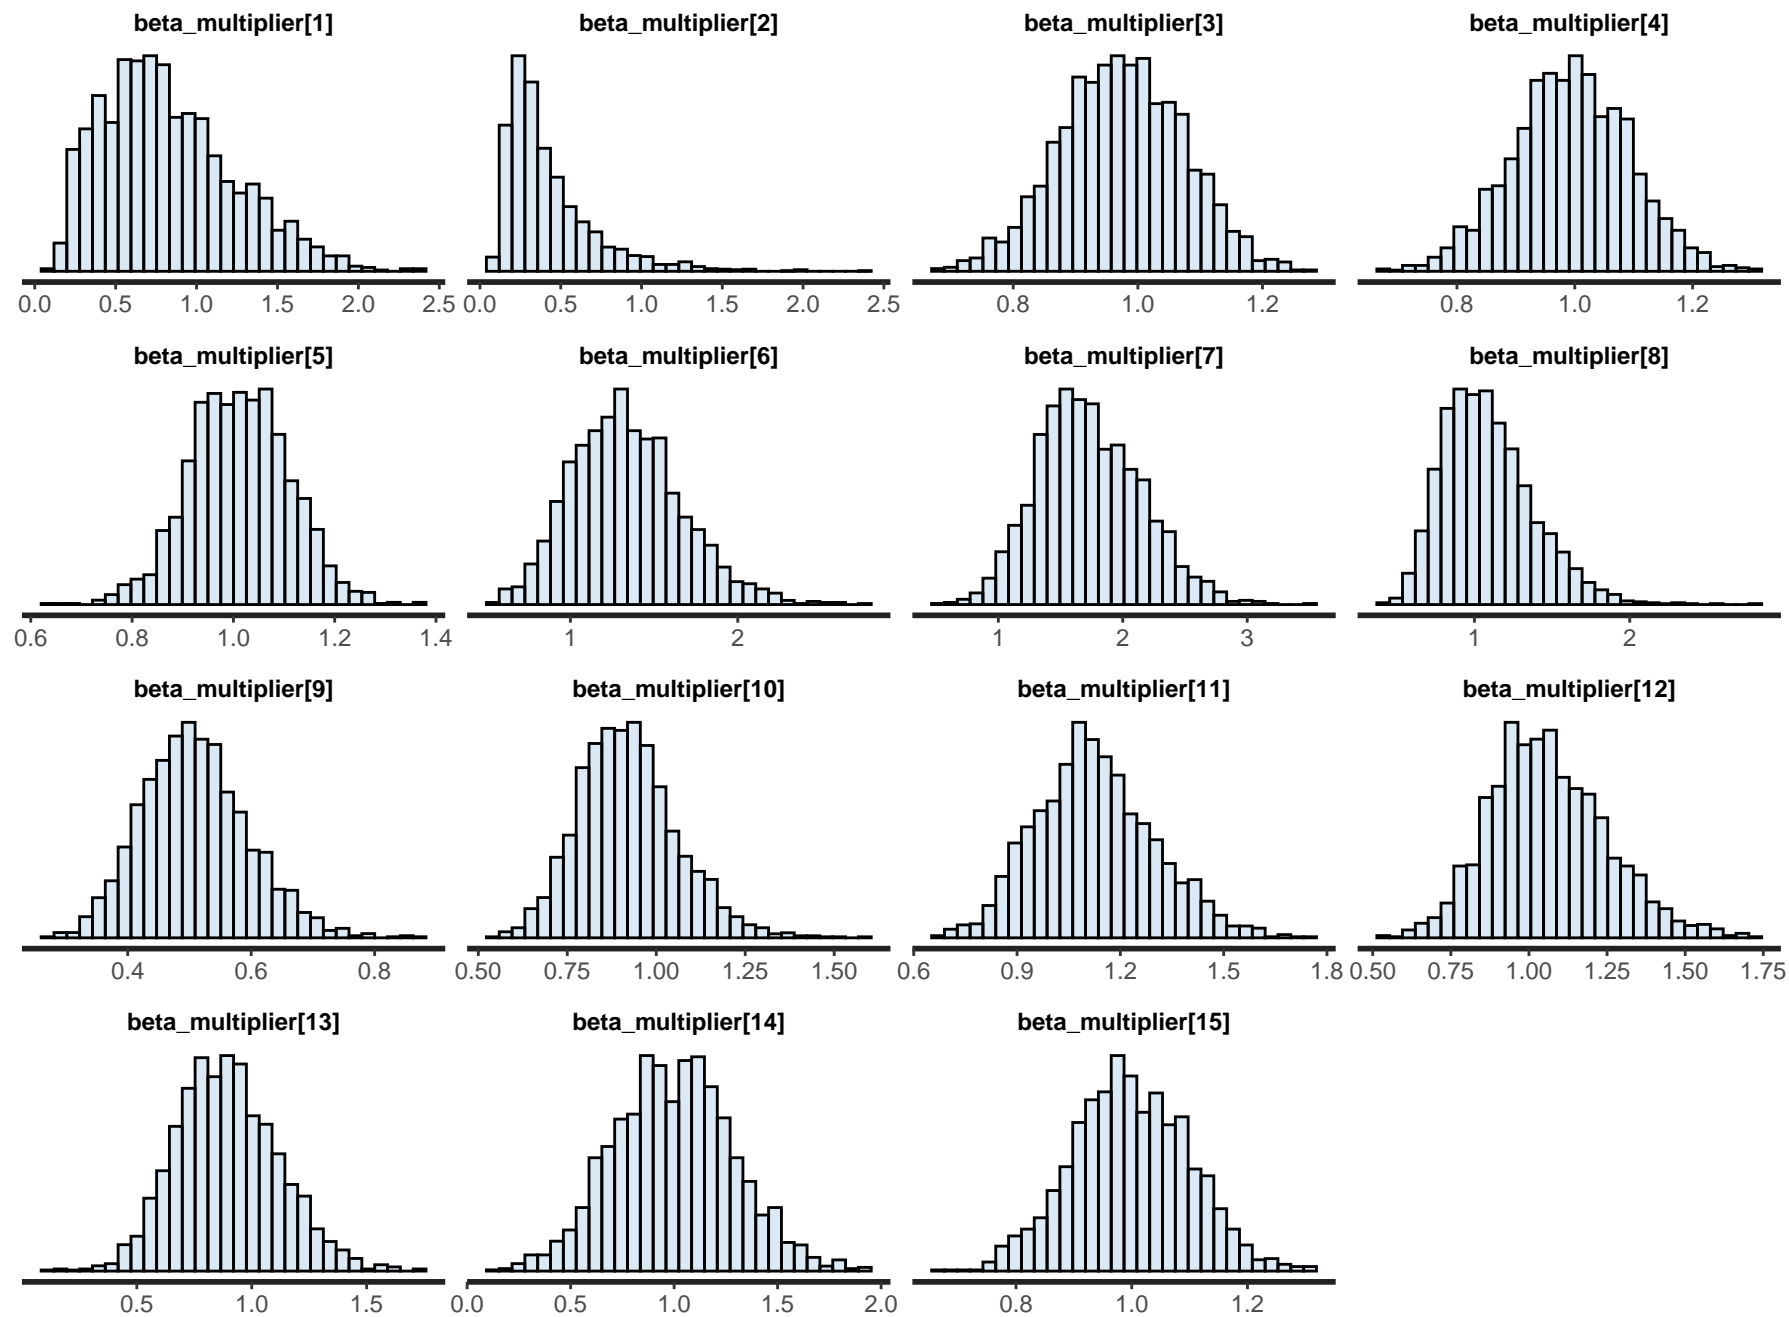 beta_multiplier[1] beta_multiplier[2] beta_multiplier[3] beta_multiplier[4]
0.0 0.5 1.0 1.5 2.0 2.5 0.0 0.5 1.0 1.5 2.0 2.5 0.8 1.0 1.2 0.8 1.0 1.2
beta_multiplier[5] beta_multiplier[6] beta_multiplier[7] beta_multiplier[8]
0.6 0.8 1.0 1.2 1.4 1 2 1 2 3 1 2
beta_multiplier[9] beta_multiplier[10] beta_multiplier[11] beta_multiplier[12]
0.4 0.6 0.8 0.50 0.75 1.00 1.25 1.50 0.6 0.9 1.2 1.5 1.8 0.50 0.75 1.00 1.25 1.50 1.75
beta_multiplier[13] beta_multiplier[14] beta_multiplier[15]
0.5 1.0 1.5 0.0 0.5 1.0 1.5 2.0 0.8 1.0 1.2